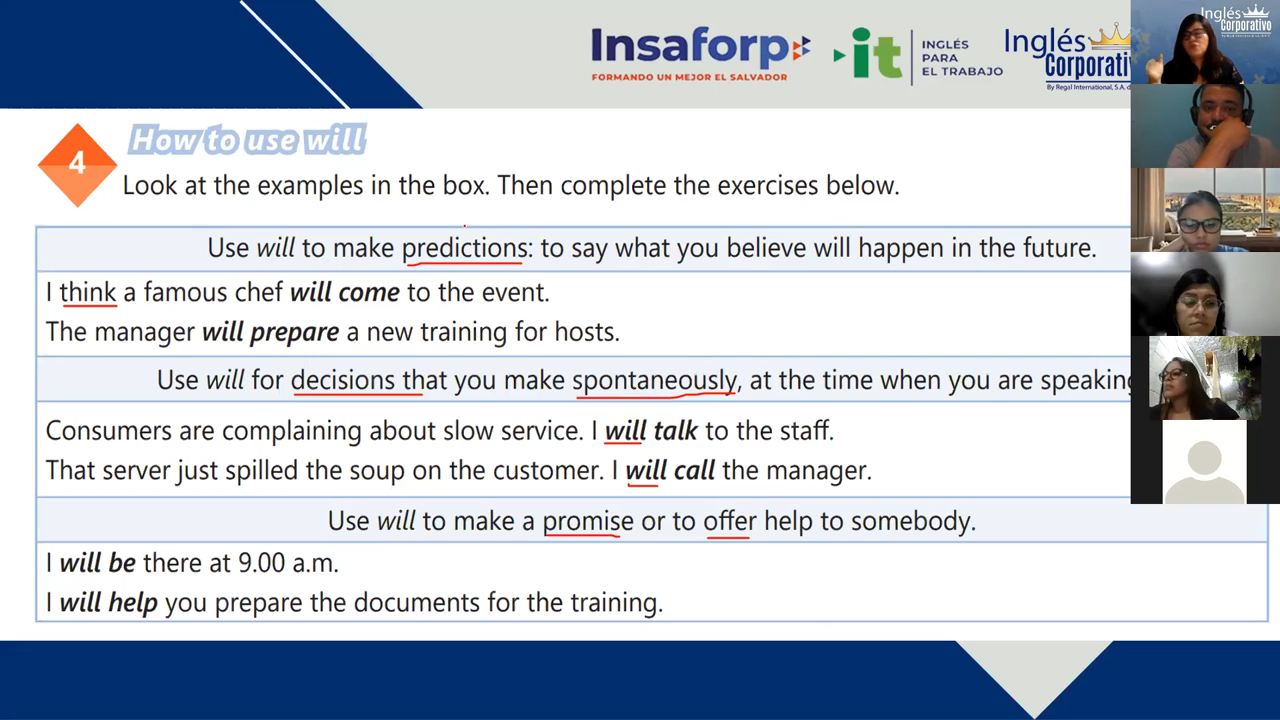 Insaforp
FORMANDO UN MEJOR EL SALVADOR
it
INGLÉS
PARA
EL TRABAJO
Inglés
Corporativ
By Regal International, S.A. d
Inglés
Corporativo
4
How to use will
Look at the examples in the box. Then complete the exercises below.
Use will to make predictions: to say what you believe will happen in the future.
I think a famous chef will come to the event.
The manager will prepare a new training for hosts.
Use will for decisions that you make spontaneously, at the time when you are speaking
Consumers are complaining about slow service. I will talk to the staff.
That server just spilled the soup on the customer. I will call the manager.
Use will to make a promise or to offer help to somebody.
I will be there at 9.00 a.m.
I will help you prepare the documents for the training.